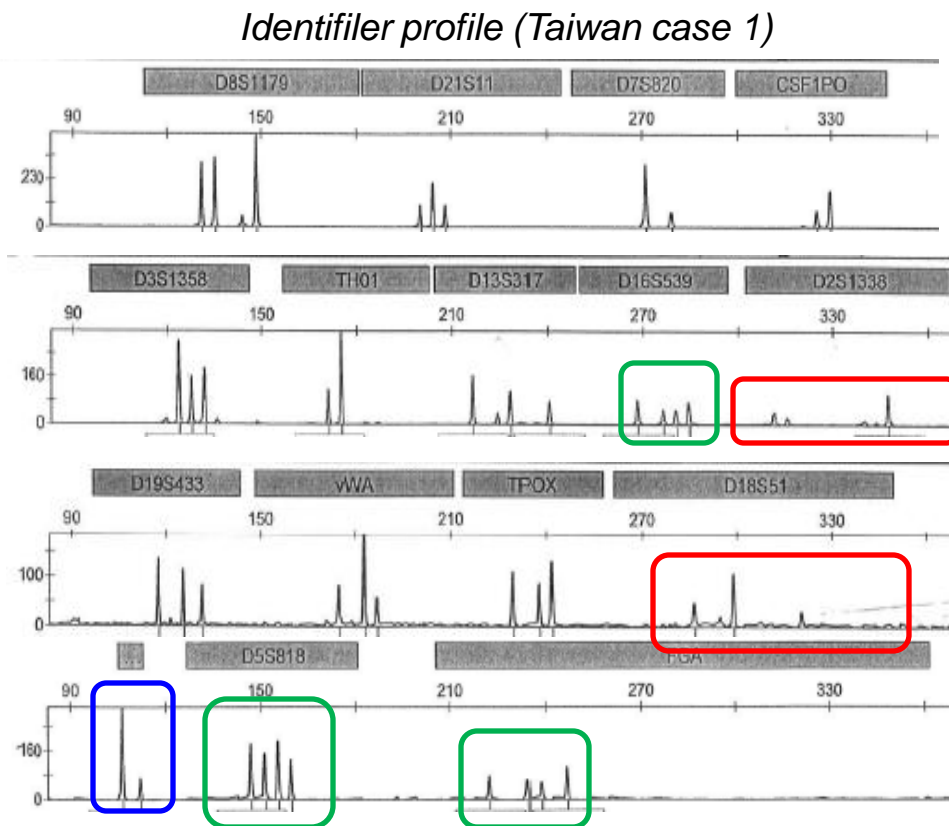 Identifiler profile (Taiwan case 1)
D8S1179 D21S11 D7S820 CSF1PO
90 150 210 270 330
230
0
D3S1358 TH01 D13S317 D16S539 D2S1338
90 150 210 270 330
160
0
D19S433 vWA TPOX D18S51
90 150 210 270 330
100
0
D5S818 FGA
90 150 210 270 330
160
0